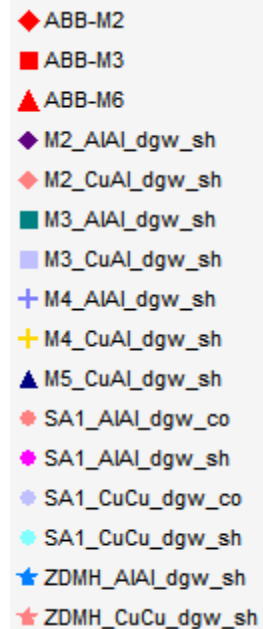 ABB-M2
ABB-M3
ABB-M6
M2_AlAl_dgw_sh
M2_CuAl_dgw_sh
M3_AlAl_dgw_sh
M3_CuAl_dgw_sh
M4_AlAl_dgw_sh
M4_CuAl_dgw_sh
M5_CuAl_dgw_sh
SA1_AlAl_dgw_co
SA1_AlAl_dgw_sh
SA1_CuCu_dgw_co
SA1_CuCu_dgw_sh
ZDMH_AlAl_dgw_sh
ZDMH_CuCu_dgw_sh